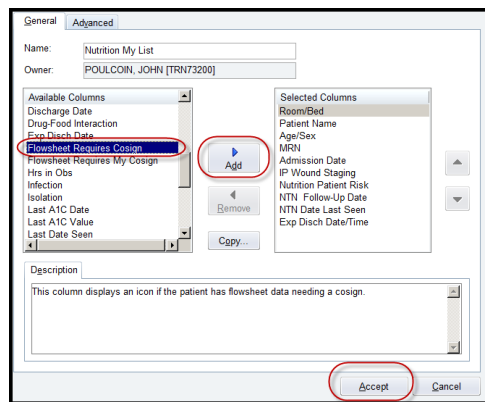 General Advanced
Name: Nutrition My List
Owner: POULCOIN, JOHN [TRN73200]
Available Columns
Discharge Date
Drug-Food Interaction
Exp Disch Date
Flowsheet Requires Cosign
Flowsheet Requires My Cosign
Hrs in Obs
Infection
Isolation
Last A1C Date
Last A1C Value
Last Date Seen
Add
Remove
Copy...
Selected Columns
Room/Bed
Patient Name
Age/Sex
MRN
Admission Date
IP Wound Staging
Nutrition Patient Risk
NTN Follow-Up Date
NTN Date Last Seen
Exp Disch Date/Time
Description
This column displays an icon if the patient has flowsheet data needing a cosign.
Accept Cancel